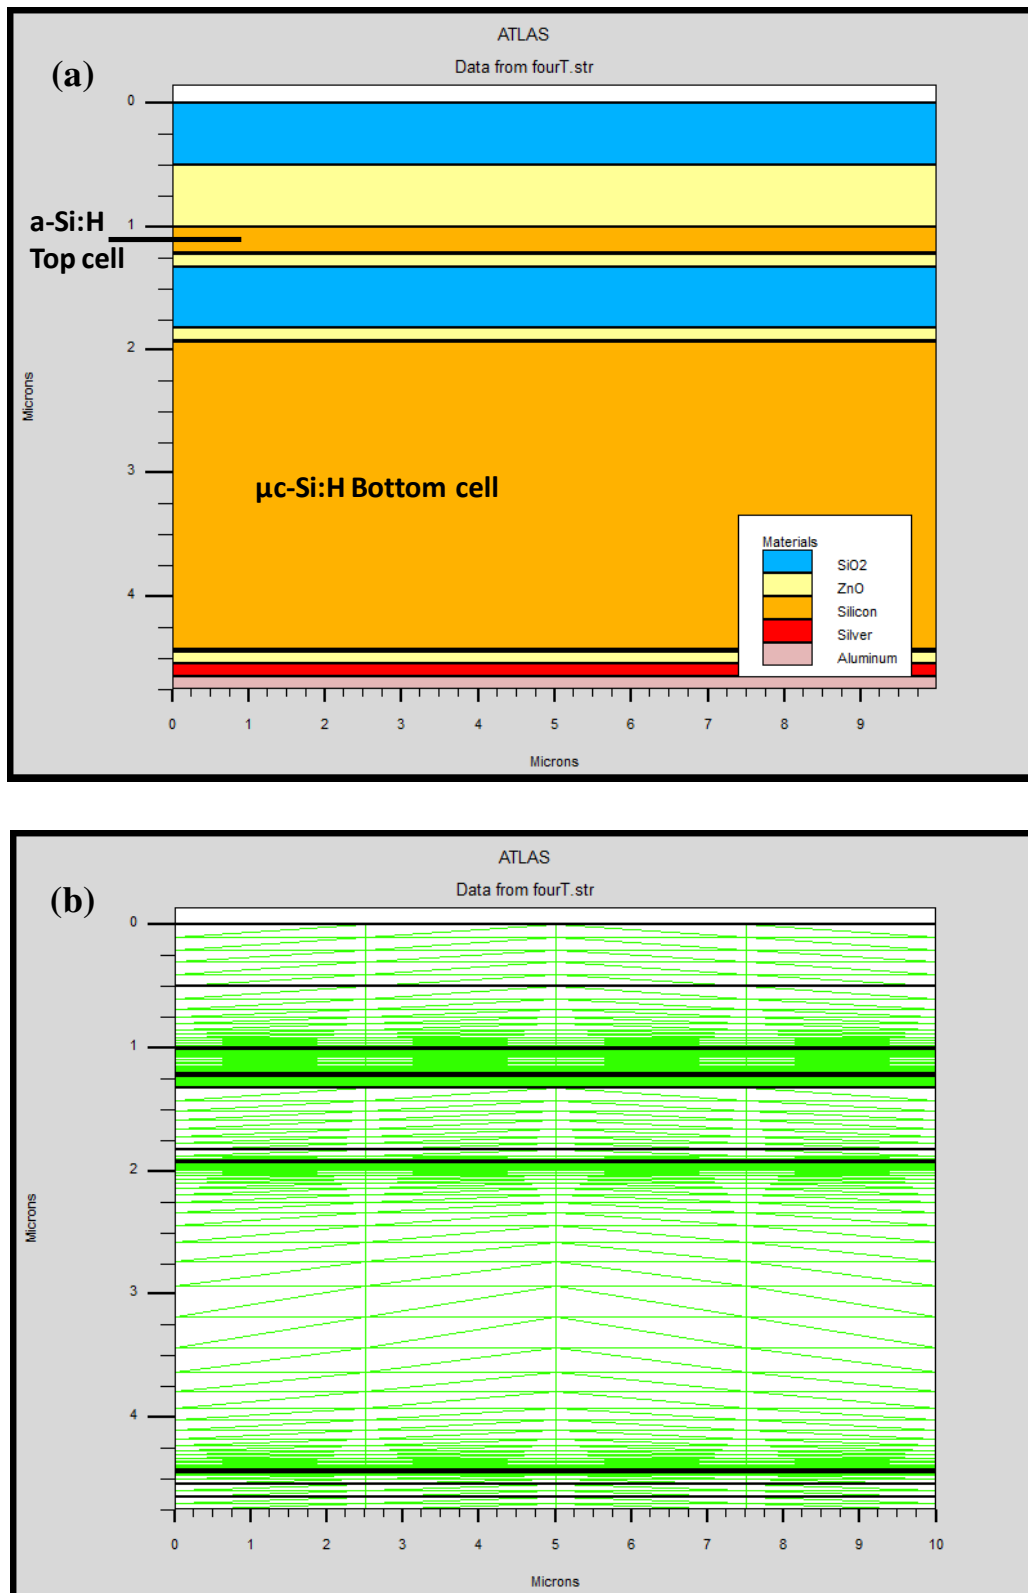 ATLAS
Data from fourT.str
(a)
0
1
2
3
4
Microns
a-Si:H
Top cell
µc-Si:H Bottom cell
Materials
SiO2
ZnO
Silicon
Silver
Aluminum
0 1 2 3 4 5 6 7 8 9
Microns
ATLAS
Data from fourT.str
(b)
0
1
2
3
4
Microns
0 1 2 3 4 5 6 7 8 9 10
Microns